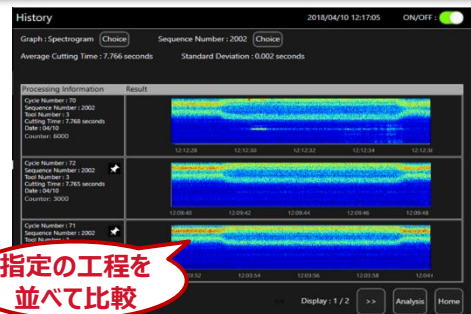 History 2018/04/10 12:17:05 ON/OFF :
Graph : Spectrogram Choice Sequence Number : 2002 Choice
Average Cutting Time : 7.766 seconds Standard Deviation : 0.002 seconds
Processing Information Result
Cycle Number : 70
Sequence Number : 2002
Tool Number : 3
Cutting Time : 7.768 seconds
Date : 04/10
Counter: 6000
12:12:28 12:12:30 12:12:32 12:12:34 12:12:3
Cycle Number : 72
Sequence Number : 2002
Tool Number : 3
Cutting Time : 7.765 seconds
Date : 04/10
Counter: 3000
12:09:40 12:09:42 12:09:44 12:09:46 12:09:48
Cycle Number : 71
Sequence Number : 2002
12:03:54 12:03:56 12:03:58 12:04:
指定の工程を
並べて比較
Display : 1 / 2 >> Analysis Home